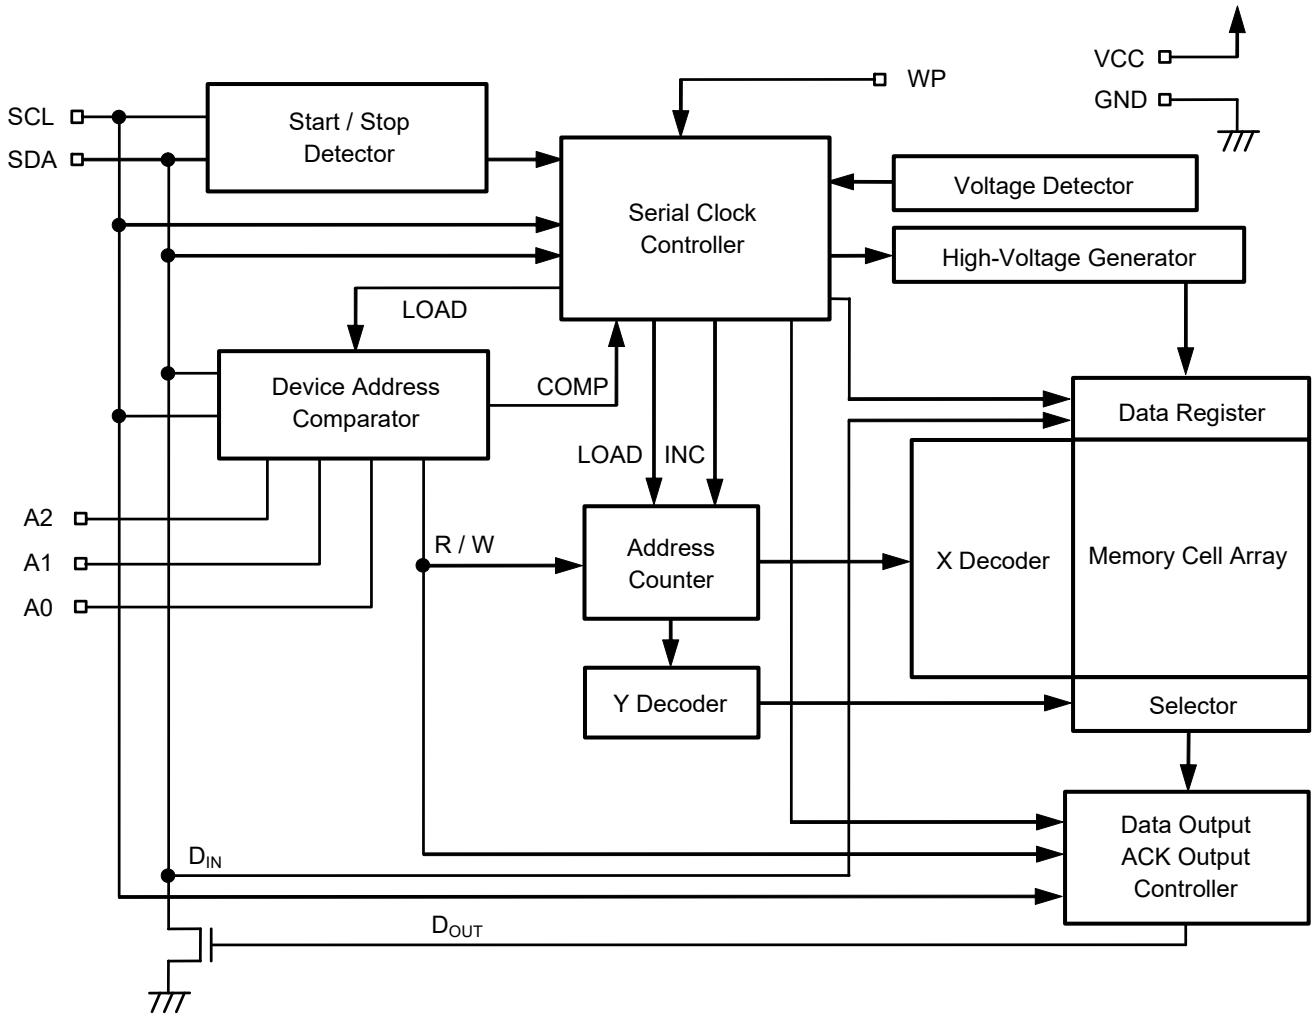 VCC
GND
WP
SCL
SDA
Start / Stop
Detector
Serial Clock
Controller
Voltage Detector
High-Voltage Generator
LOAD
Device Address
Comparator
COMP
Data Register
LOAD
INC
A2
A1
A0
R / W
Address
Counter
X Decoder
Memory Cell Array
Y Decoder
Selector
Data Output
ACK Output
Controller
DIN
DOUT